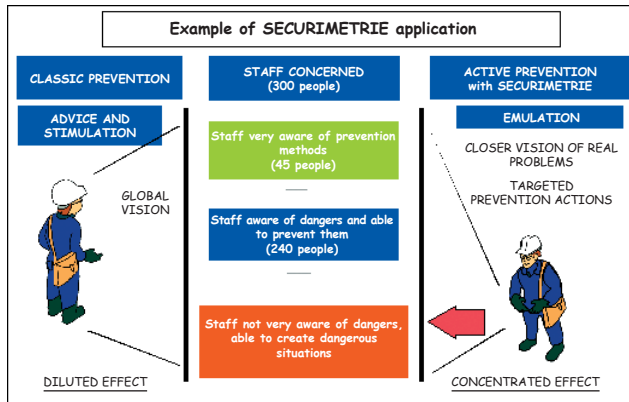 Example of SECURIMETRIE application
CLASSIC PREVENTION
STAFF CONCERNED
(300 people)
ACTIVE PREVENTION
with SECURIMETRIE
ADVICE AND
STIMULATION
EMULATION
Staff very aware of prevention
methods
(45 people)
CLOSER VISION OF REAL
PROBLEMS
TARGETED
PREVENTION ACTIONS
GLOBAL
VISION
Staff aware of dangers and able
to prevent them
(240 people)
Staff not very aware of dangers,
able to create dangerous
situations
DILUTED EFFECT
CONCENTRATED EFFECT